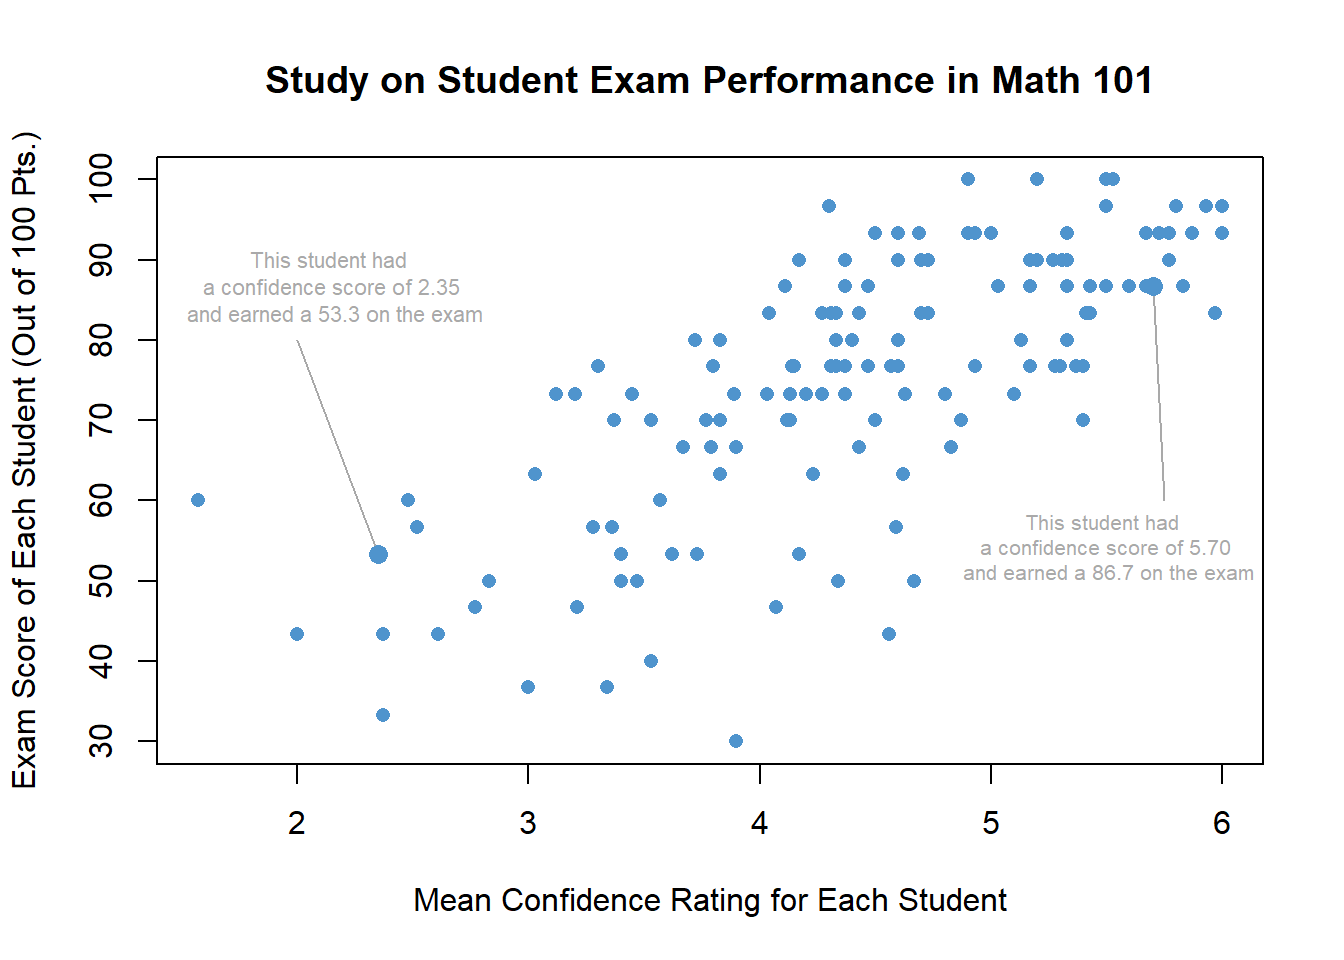 Study on Student Exam Performance in Math 101
Exam Score of Each Student (Out of 100 Pts.)
100
90
80
70
60
50
40
30
This student had
a confidence score of 2.35
and earned a 53.3 on the exam
This student had
a confidence score of 5.70
and earned a 86.7 on the exam
2
3
4
5
6
Mean Confidence Rating for Each Student